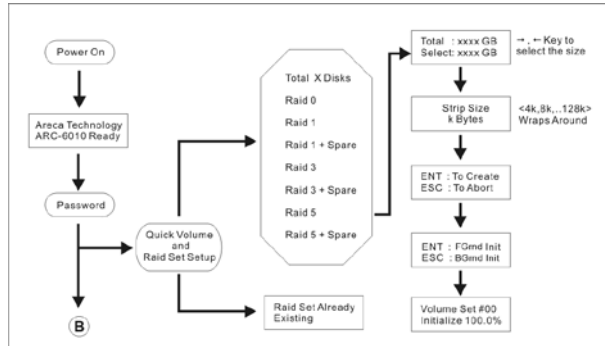 Power On
Areca Technology
ARC-6010 Ready
Password
B
Quick Volume
and
Raid Set Setup
Total X Disks
Raid 0
Raid 1
Raid 1 + Spare
Raid 3
Raid 3 + Spare
Raid 5
Raid 5 + Spare
Raid Set Already
Existing
Total : xxxx GB
Select: xxxx GB
→ , ← Key to
select the size
Strip Size
k Bytes
<4k,8k,..128k>
Wraps Around
ENT : To Create
ESC : To Abort
ENT : FGrnd Init
ESC : BGrnd Init
Volume Set #00
Initialize 100.0%